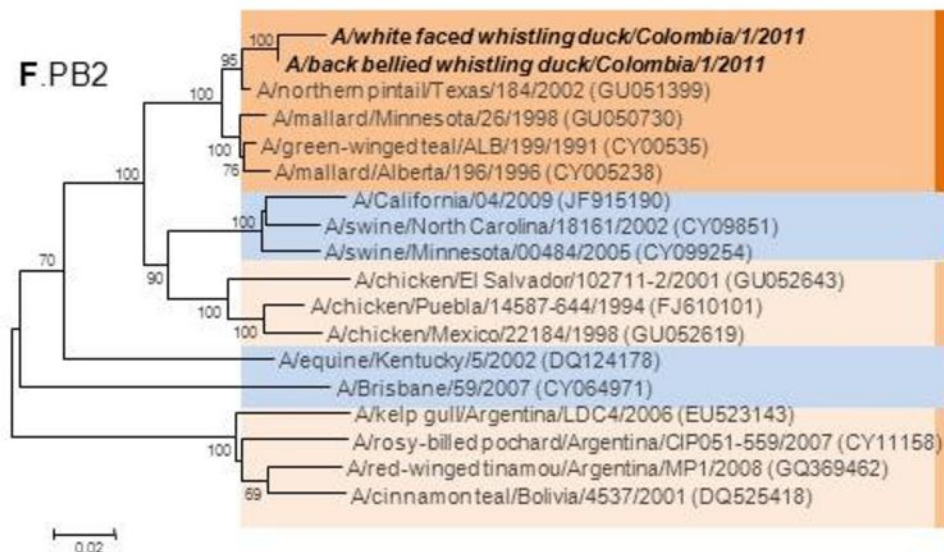 F.PB2
100
A/white faced whistling duck/Colombia/1/2011
95
A/back bellied whistling duck/Colombia/1/2011
100
A/northern pintail/Texas/184/2002 (GU051399)
A/mallard/Minnesota/26/1998 (GU050730)
100
A/green-winged teal/ALB/199/1991 (CY00535)
76
A/mallard/Alberta/196/1996 (CY005238)
100
A/California/04/2009 (JF915190)
100
A/swine/North Carolina/18161/2002 (CY09851)
A/swine/Minnesota/00484/2005 (CY099254)
70
90
A/chicken/El Salvador/102711-2/2001 (GU052643)
100
A/chicken/Puebla/14587-644/1994 (FJ610101)
100
A/chicken/Mexico/22184/1998 (GU052619)
A/equine/Kentucky/5/2002 (DQ124178)
A/Brisbane/59/2007 (CY064971)
A/kelp gull/Argentina/LDC4/2006 (EU523143)
100
A/rosy-billed pochard/Argentina/CIP051-559/2007 (CY11158)
A/red-winged tinamou/Argentina/MP1/2008 (GQ369462)
69
A/cinnamon teal/Bolivia/4537/2001 (DQ525418)
0.02